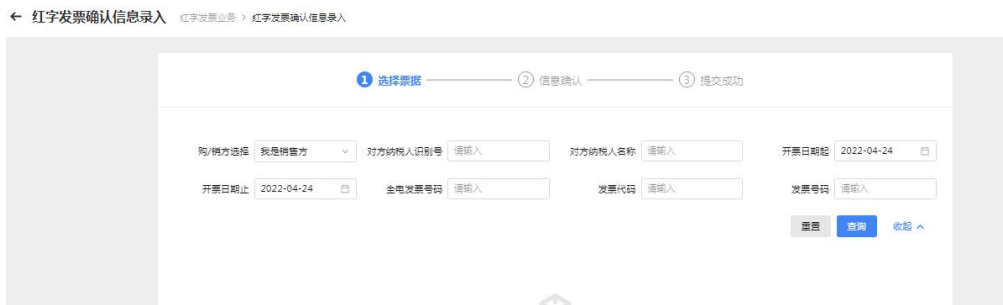 ← 红字发票确认信息录入 红字发票业务 > 红字发票确认信息录入
1 选择票据 2 信息确认 3 提交成功
购/销方选择 我是销售方 对方纳税人识别号 请输入 对方纳税人名称 请输入 开票日期起 2022-04-24
开票日期止 2022-04-24 全电发票号码 请输入 发票代码 请输入 发票号码 请输入
重置 查询 收起